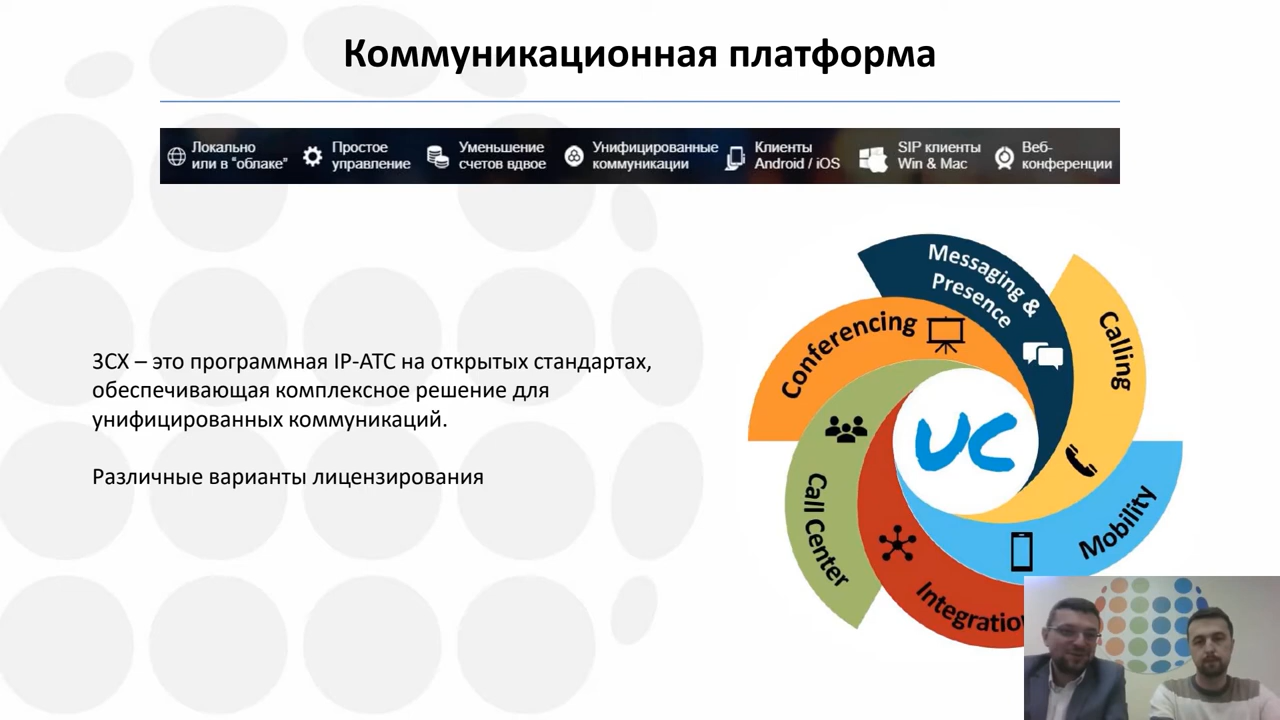 Коммуникационная платформа
Локально
или в “облаке”
Простое
управление
Уменьшение
счетов вдвое
Унифицированные
коммуникации
Клиенты
Android / iOS
SIP клиенты
Win & Mac
Веб-
конференции
3CX – это программная IP-АТС на открытых стандартах,
обеспечивающая комплексное решение для
унифицированных коммуникаций.
Различные варианты лицензирования
Messaging &
Presence
Calling
Conferencing
UC
Call Center
Mobility
Integration